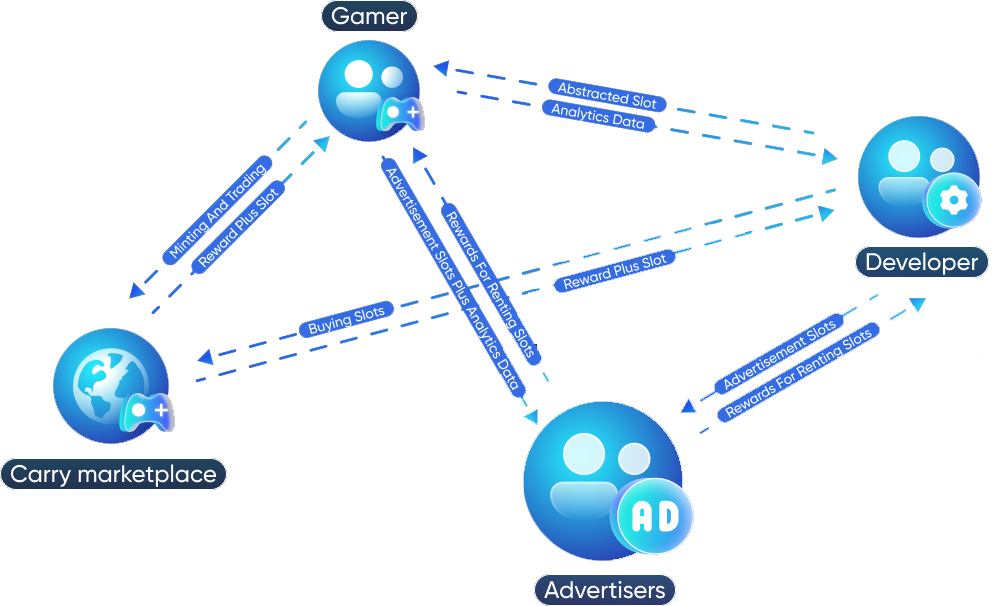 Gamer
Abstracted Slot
Analytics Data
Minting And Trading
Reward Plus Slot
Advertisement Slots Plus Analytics Data
Rewards For Renting Slots
Developer
Reward Plus Slot
Buying Slots
Advertisement Slots
Rewards For Renting Slots
Carry marketplace
AD
Advertisers